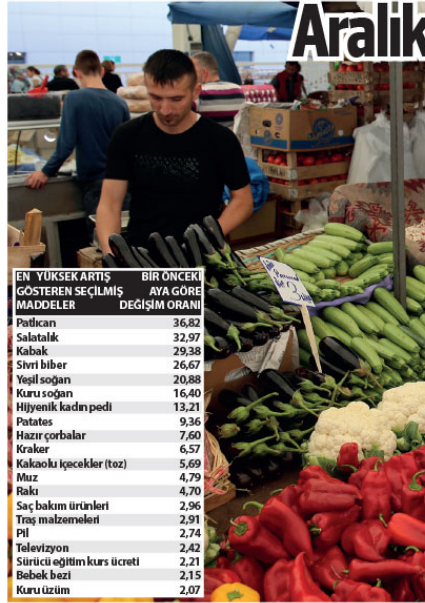 Aralik
EN YÜKSEK ARTIŞ BİR ÖNCEKİ
GÖSTEREN SEÇİLMİŞ AYA GÖRE
MADDELER DEĞİŞİM ORANI
Patlıcan 36,82
Salatalık 32,97
Kabak 29,38
Sivri biber 26,67
Yeşil soğan 20,88
Kuru soğan 16,40
Hijyenik kadın pedi 13,21
Patates 9,36
Hazır çorbalar 7,60
Kraker 6,57
Kakaolu içecekler (toz) 5,69
Muz 4,79
Rakı 4,70
Saç bakım ürünleri 2,96
Traş malzemeleri 2,91
Pil 2,74
Televizyon 2,42
Sürücü eğitim kurs ücreti 2,21
Bebek bezi 2,15
Kuru üzüm 2,07